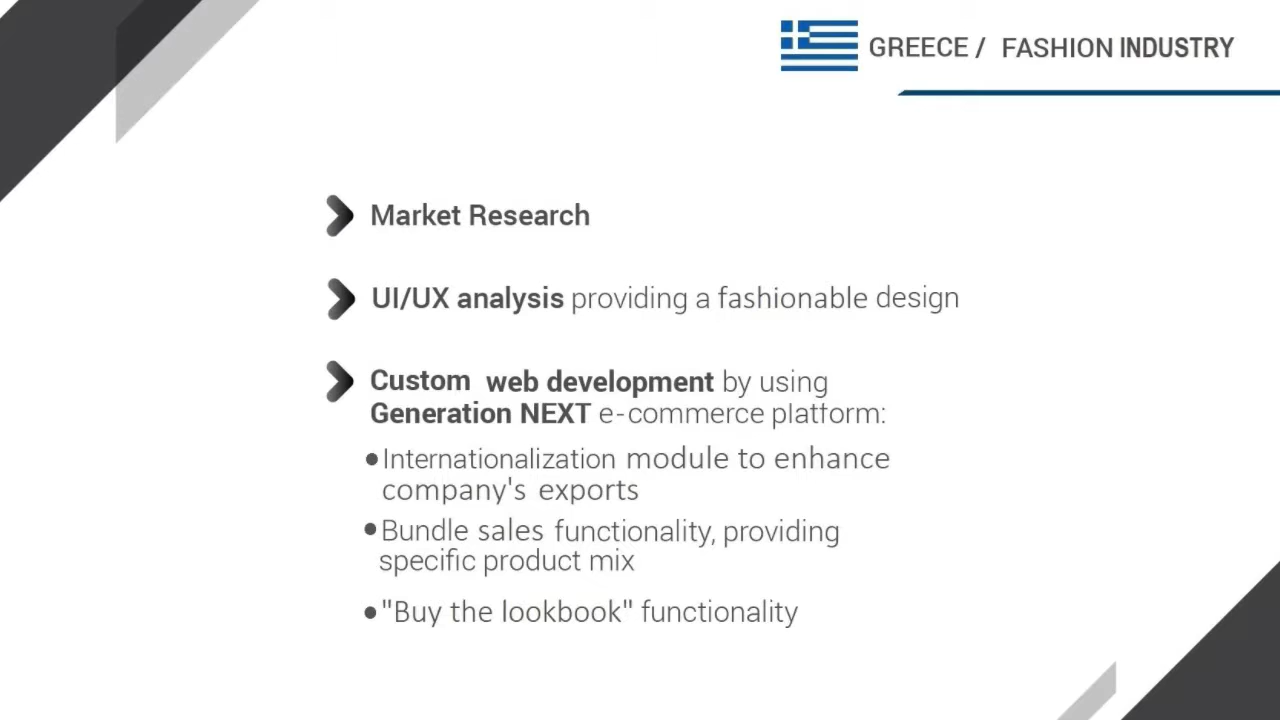 GREECE / FASHION INDUSTRY
Market Research
UI/UX analysis providing a fashionable design
Custom web development by using
Generation NEXT e-commerce platform:
•Internationalization module to enhance
company's exports
•Bundle sales functionality, providing
specific product mix
•"Buy the lookbook" functionality